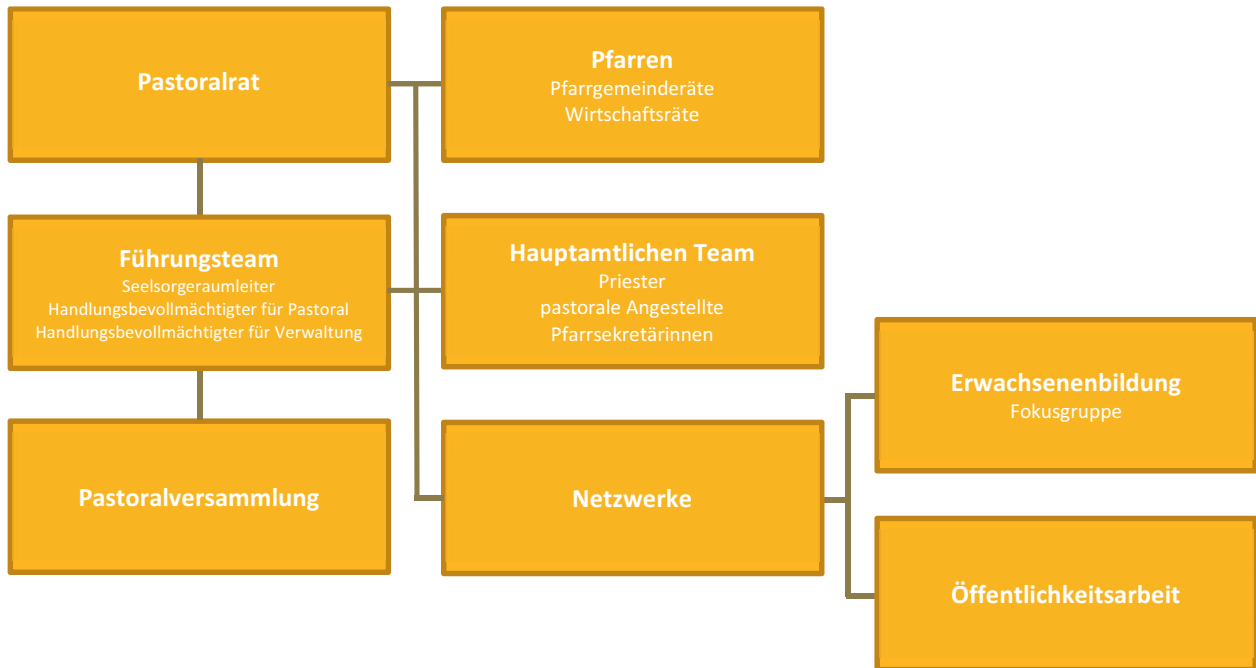 Pastoralrat
Pfarren
Pfarrgemeinderäte
Wirtschaftsräte
Führungsteam
Seelsorgeraumleiter
Handlungsbevollmächtigter für Pastoral
Handlungsbevollmächtigter für Verwaltung
Hauptamtlichen Team
Priester
pastorale Angestellte
Pfarrsekretärinnen
Pastoralversammlung
Netzwerke
Erwachsenenbildung
Fokusgruppe
Öffentlichkeitsarbeit